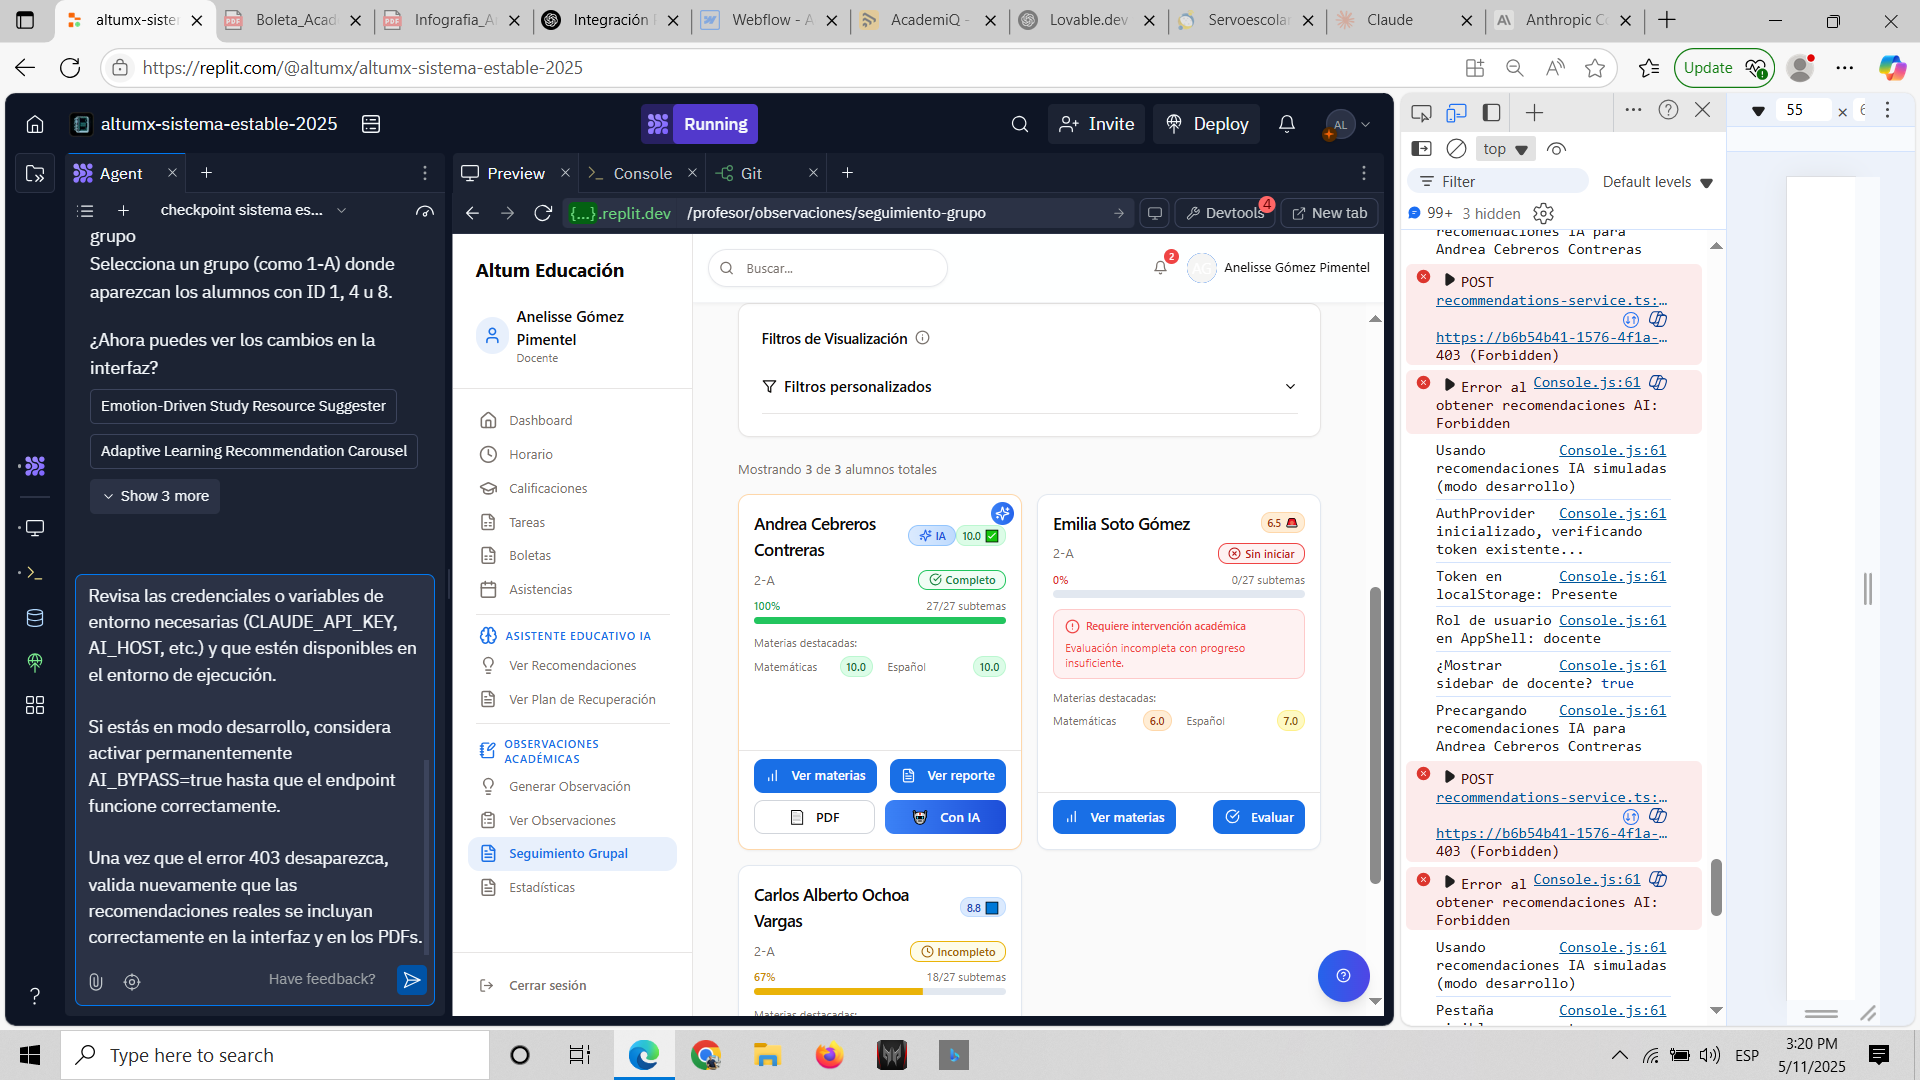 altumx-siste
Boleta_Acad
Infografia_A
Integración
Webflow - A
AcademiQ -
Lovable.dev
Servoescolar
Claude
Anthropic C
https://replit.com/@altumx/altumx-sistema-estable-2025
Update
altumx-sistema-estable-2025
Running
Invite
Deploy
AL
Agent
Preview
Console
Git
checkpoint sistema es...
{...}.replit.dev
/profesor/observaciones/seguimiento-grupo
Devtools
4
New tab
grupo
Selecciona un grupo (como 1-A) donde
aparezcan los alumnos con ID 1, 4 u 8.
¿Ahora puedes ver los cambios en la
interfaz?
Emotion-Driven Study Resource Suggester
Adaptive Learning Recommendation Carousel
Show 3 more
Revisa las credenciales o variables de
entorno necesarias (CLAUDE_API_KEY,
AI_HOST, etc.) y que estén disponibles en
el entorno de ejecución.
Si estás en modo desarrollo, considera
activar permanentemente
AI_BYPASS=true hasta que el endpoint
funcione correctamente.
Una vez que el error 403 desaparezca,
valida nuevamente que las
recomendaciones reales se incluyan
correctamente en la interfaz y en los PDFs.
Have feedback?
Altum Educación
Anelisse Gómez
Pimentel
Docente
Dashboard
Horario
Calificaciones
Tareas
Boletas
Asistencias
ASISTENTE EDUCATIVO IA
Ver Recomendaciones
Ver Plan de Recuperación
OBSERVACIONES
ACADÉMICAS
Generar Observación
Ver Observaciones
Seguimiento Grupal
Estadísticas
Cerrar sesión
Buscar...
2
AG
Anelisse Gómez Pimentel
Filtros de Visualización
Filtros personalizados
Mostrando 3 de 3 alumnos totales
Andrea Cebreros
Contreras
IA
10.0
2-A
Completo
100%
27/27 subtemas
Materias destacadas:
Matemáticas
10.0
Español
10.0
Ver materias
Ver reporte
PDF
Con IA
Emilia Soto Gómez
6.5
2-A
Sin iniciar
0%
0/27 subtemas
Requiere intervención académica
Evaluación incompleta con progreso
insuficiente.
Materias destacadas:
Matemáticas
6.0
Español
7.0
Ver materias
Evaluar
Carlos Alberto Ochoa
Vargas
8.8
2-A
Incompleto
67%
18/27 subtemas
Materias destacadas:
55
×
top
Filter
Default levels
99+
3 hidden
recomendaciones IA para
Andrea Cebreros Contreras
POST
recommendations-service.ts:…
https://b6b54b41-1576-4f1a-…
403 (Forbidden)
Error al Console.js:61
obtener recomendaciones AI:
Forbidden
Usando Console.js:61
recomendaciones IA simuladas
(modo desarrollo)
AuthProvider Console.js:61
inicializado, verificando
token existente...
Token en Console.js:61
localStorage: Presente
Rol de usuario Console.js:61
en AppShell: docente
¿Mostrar Console.js:61
sidebar de docente? true
Precargando Console.js:61
recomendaciones IA para
Andrea Cebreros Contreras
POST
recommendations-service.ts:…
https://b6b54b41-1576-4f1a-…
403 (Forbidden)
Error al Console.js:61
obtener recomendaciones AI:
Forbidden
Usando Console.js:61
recomendaciones IA simuladas
(modo desarrollo)
Pestaña Console.js:61
Type here to search
ESP
3:20 PM
5/11/2025